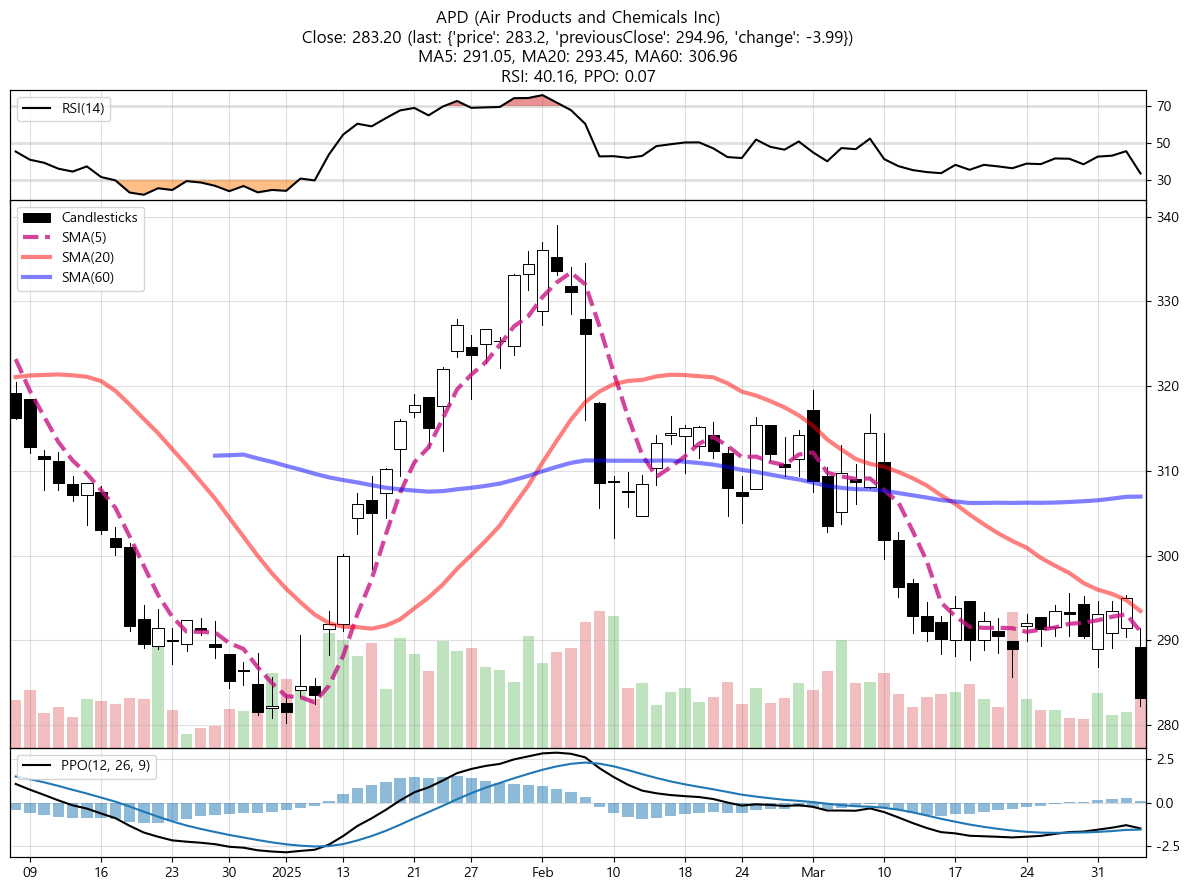 APD (Air Products and Chemicals Inc)
Close: 283.20 (last: {'price': 283.2, 'previousClose': 294.96, 'change': -3.99})
MA5: 291.05, MA20: 293.45, MA60: 306.96
RSI: 40.16, PPO: 0.07
RSI(14)
70
50
30
Candlesticks
SMA(5)
SMA(20)
SMA(60)
340
330
320
310
300
290
280
PPO(12, 26, 9)
2.5
0.0
−2.5
09 16 23 30 2025 13 21 27 Feb 10 18 24 Mar 10 17 24 31